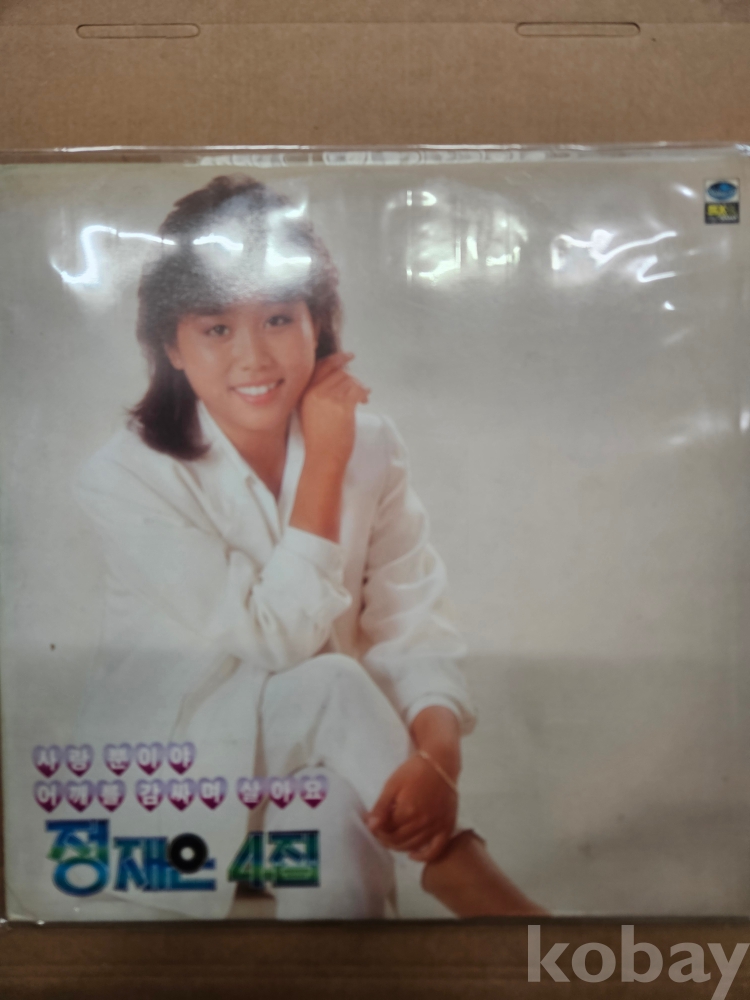 사랑 뿐이야
어깨를 감싸며 살아요
정재은 4집
kobay